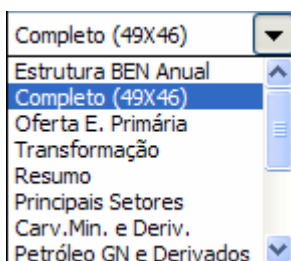 Completo (49X46)
Estrutura BEN Anual
Completo (49X46)
Oferta E. Primária
Transformação
Resumo
Principais Setores
Carv.Min. e Deriv.
Petróleo GN e Derivados